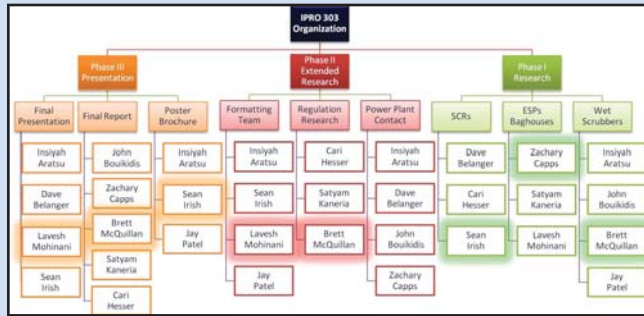 IPRO 303
Organization
Phase III
Presentation
Phase II
Extended
Research
Phase I
Research
Final
Presentation
Final Report
Poster
Brochure
Formatting
Team
Regulation
Research
Power Plant
Contact
SCRs
ESPs
Baghouses
Wet
Scrubbers
Insiyah
Aratsu
Dave
Belanger
Lavesh
Mohinani
Sean
Irish
John
Bouikidis
Zachary
Capps
Brett
McQuillan
Satyam
Kaneria
Cari
Hesser
Insiyah
Aratsu
Sean
Irish
Jay
Patel
Insiyah
Aratsu
Sean
Irish
Lavesh
Mohinani
Jay
Patel
Cari
Hesser
Satyam
Kaneria
Brett
McQuillan
Insiyah
Aratsu
Dave
Belanger
John
Bouikidis
Zachary
Capps
Dave
Belanger
Cari
Hesser
Sean
Irish
Zachary
Capps
Satyam
Kaneria
Lavesh
Mohinani
Insiyah
Aratsu
John
Bouikidis
Brett
McQuillan
Jay
Patel